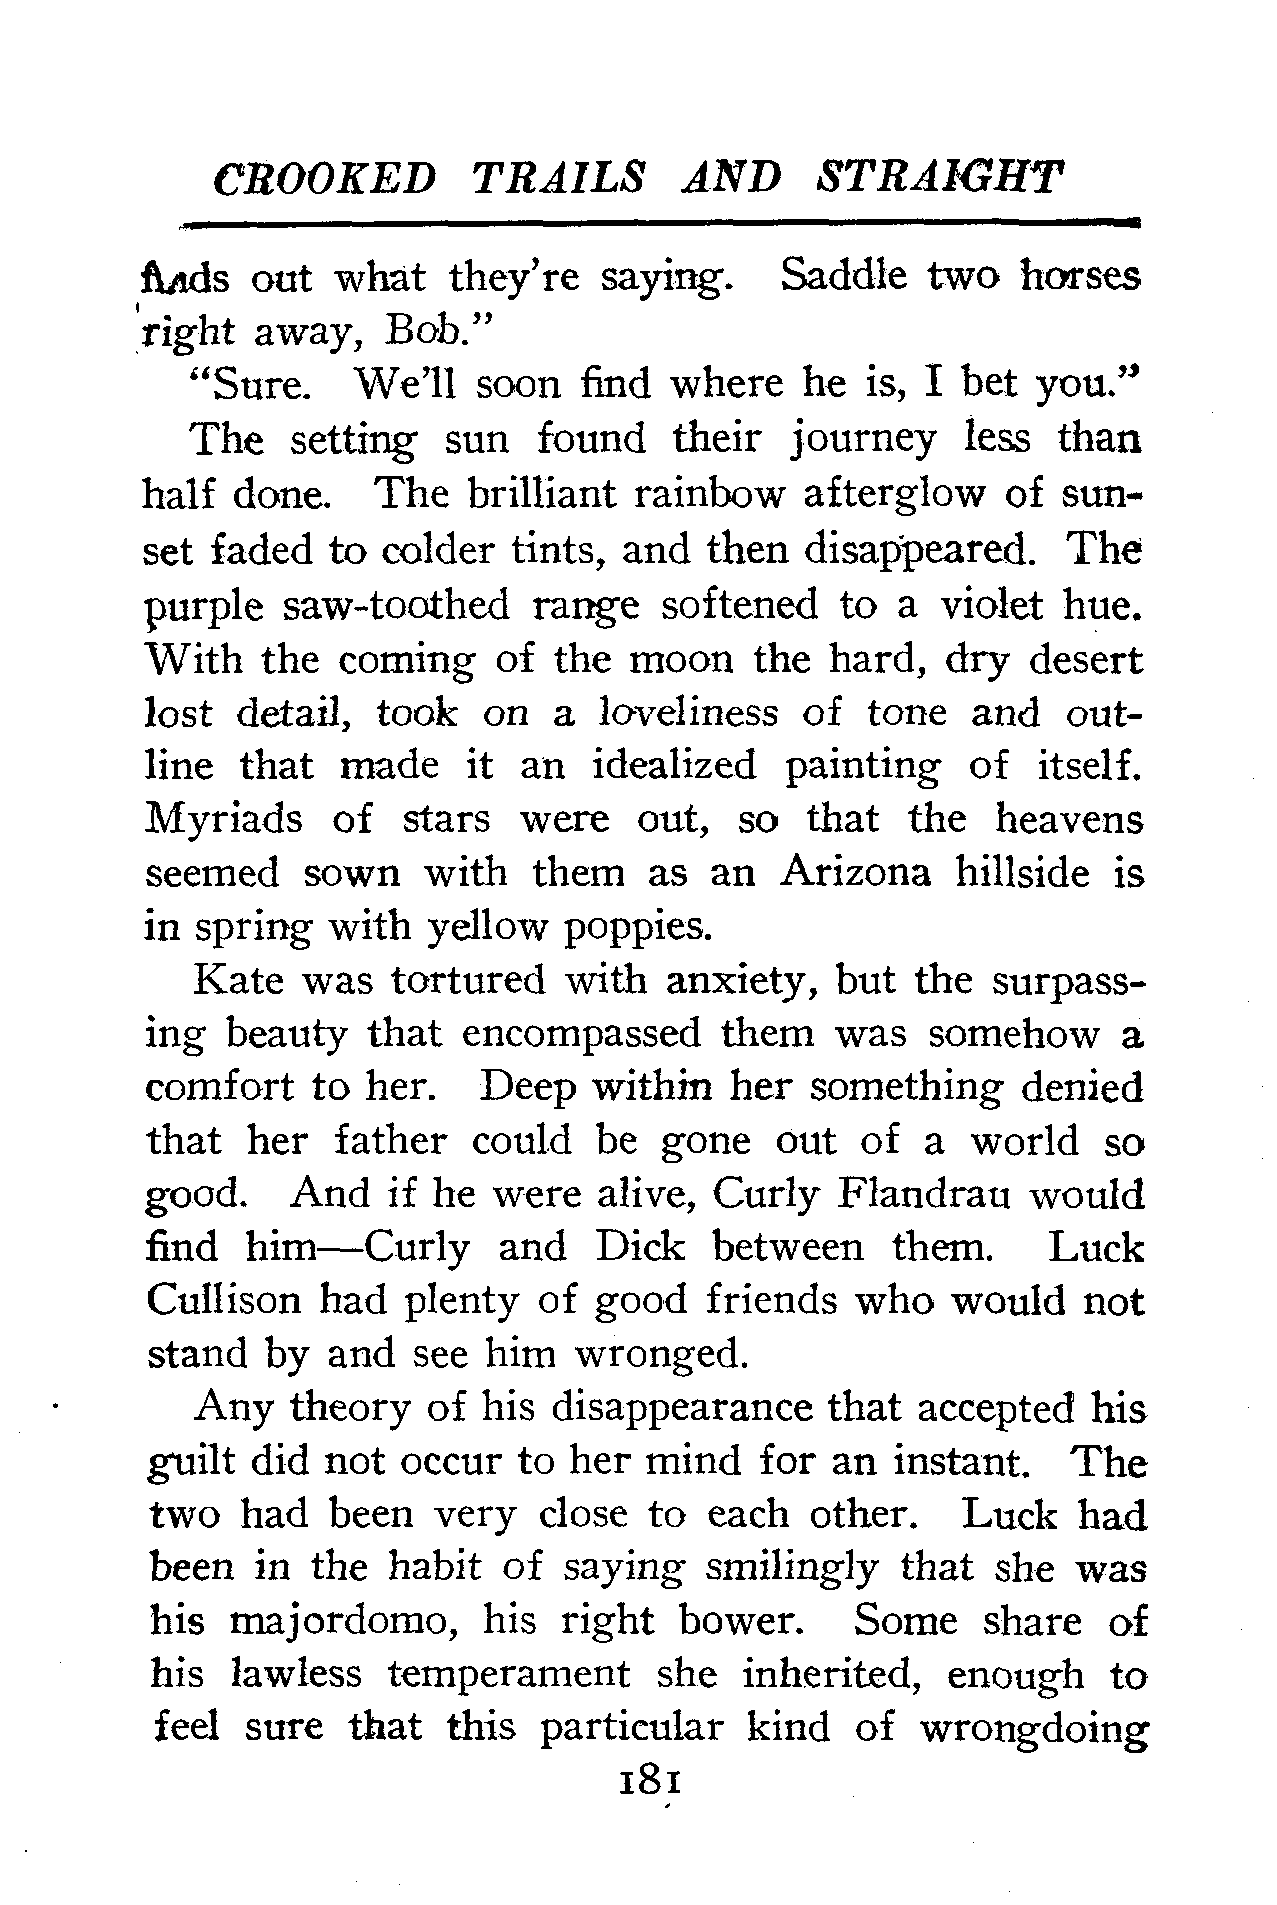 CROOKED TRAILS AND STRAIGHT
finds out what they're saying. Saddle two horses
right away, Bob."
"Sure. We'll soon find where he is, I bet you."
The setting sun found their journey less than
half done. The brilliant rainbow afterglow of sun-
set faded to colder tints, and then disappeared. The
purple saw-toothed range softened to a violet hue.
With the coming of the moon the hard, dry desert
lost detail, took on a loveliness of tone and out-
line that made it an idealized painting of itself.
Myriads of stars were out, so that the heavens
seemed sown with them as an Arizona hillside is
in spring with yellow poppies.
Kate was tortured with anxiety, but the surpass-
ing beauty that encompassed them was somehow a
comfort to her. Deep within her something denied
that her father could be gone out of a world so
good. And if he were alive, Curly Flandrau would
find him—Curly and Dick between them. Luck
Cullison had plenty of good friends who would not
stand by and see him wronged.
Any theory of his disappearance that accepted his
guilt did not occur to her mind for an instant. The
two had been very close to each other. Luck had
been in the habit of saying smilingly that she was
his majordomo, his right bower. Some share of
his lawless temperament she inherited, enough to
feel sure that this particular kind of wrongdoing
181